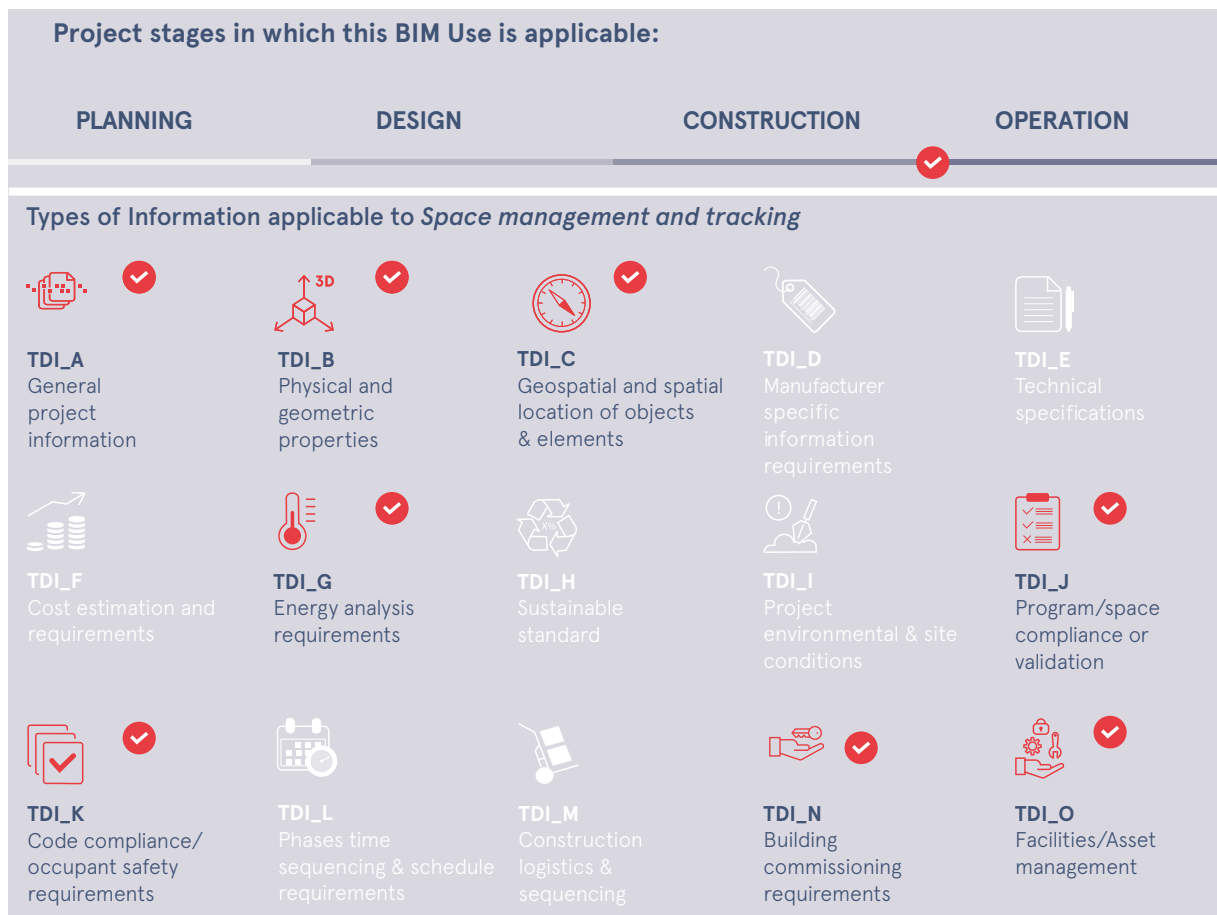 Project stages in which this BIM Use is applicable:
PLANNING
DESIGN
CONSTRUCTION
OPERATION
Types of Information applicable to Space management and tracking
3D
TDI_A
General
project
information
TDI_B
Physical and
geometric
properties
TDI_C
Geospatial and spatial
location of objects
& elements
TDI_D
Manufacturer
specific
information
requirements
TDI_E
Technical
specifications
TDI_F
Cost estimation and
requirements
TDI_G
Energy analysis
requirements
X%
TDI_H
Sustainable
standard
!
TDI_I
Project
environmental & site
conditions
TDI_J
Program/space
compliance or
validation
TDI_K
Code compliance/
occupant safety
requirements
TDI_L
Phases time
sequencing & schedule
requirements
TDI_M
Construction
logistics &
sequencing
TDI_N
Building
commissioning
requirements
TDI_O
Facilities/Asset
management